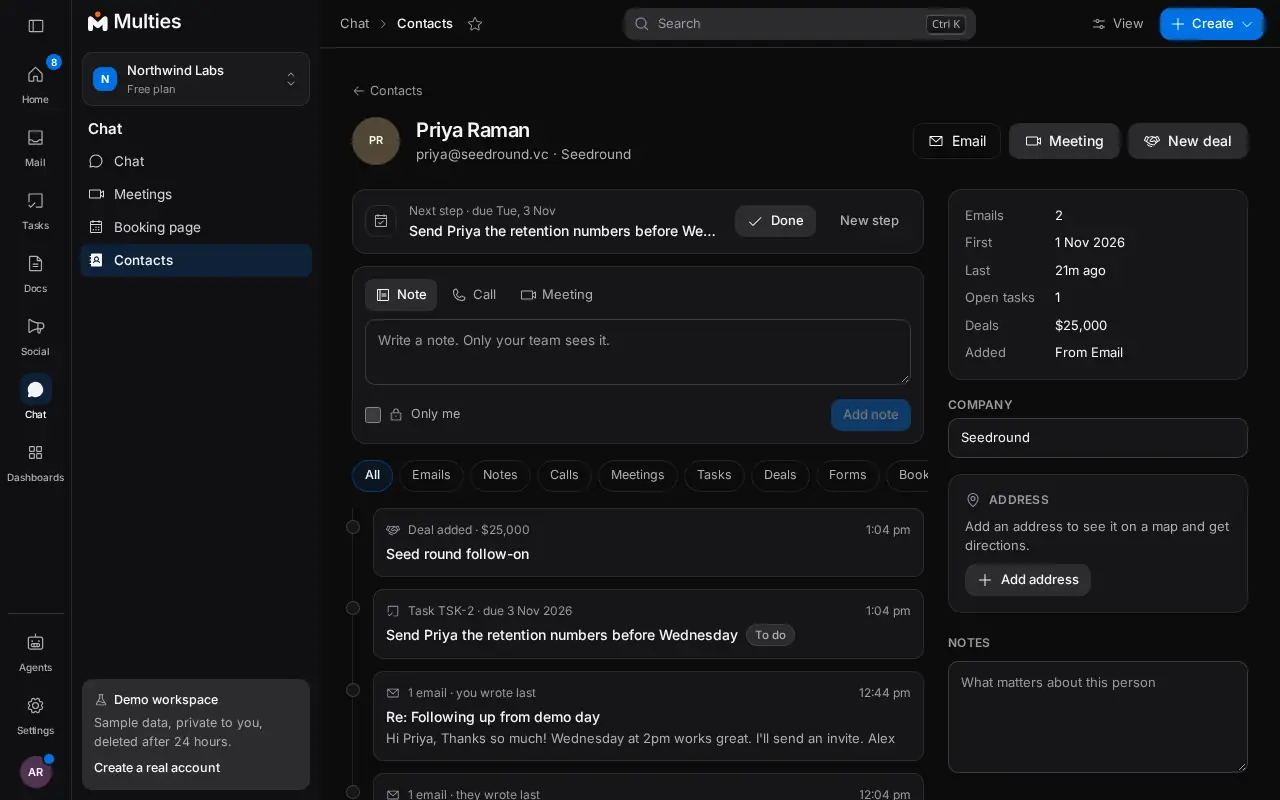 Multies
Chat
Contacts
Search
Ctrl K
View
Create
8
Home
Mail
Tasks
Docs
Social
Chat
Dashboards
Agents
Settings
AR
N
Northwind Labs
Free plan
Chat
Chat
Meetings
Booking page
Contacts
Demo workspace
Sample data, private to you,
deleted after 24 hours.
Create a real account
Contacts
PR
Priya Raman
priya@seedround.vc · Seedround
Email
Meeting
New deal
Next step · due Tue, 3 Nov
Send Priya the retention numbers before We...
Done
New step
Note
Call
Meeting
Write a note. Only your team sees it.
Only me
Add note
All
Emails
Notes
Calls
Meetings
Tasks
Deals
Forms
Book
Deal added · $25,000
1:04 pm
Seed round follow-on
Task TSK-2 · due 3 Nov 2026
1:04 pm
Send Priya the retention numbers before Wednesday
To do
1 email · you wrote last
12:44 pm
Re: Following up from demo day
Hi Priya, Thanks so much! Wednesday at 2pm works great. I'll send an invite. Alex
1 email · they wrote last
12:04 pm
Emails 2
First 1 Nov 2026
Last 21m ago
Open tasks 1
Deals $25,000
Added From Email
COMPANY
Seedround
ADDRESS
Add an address to see it on a map and get
directions.
Add address
NOTES
What matters about this person